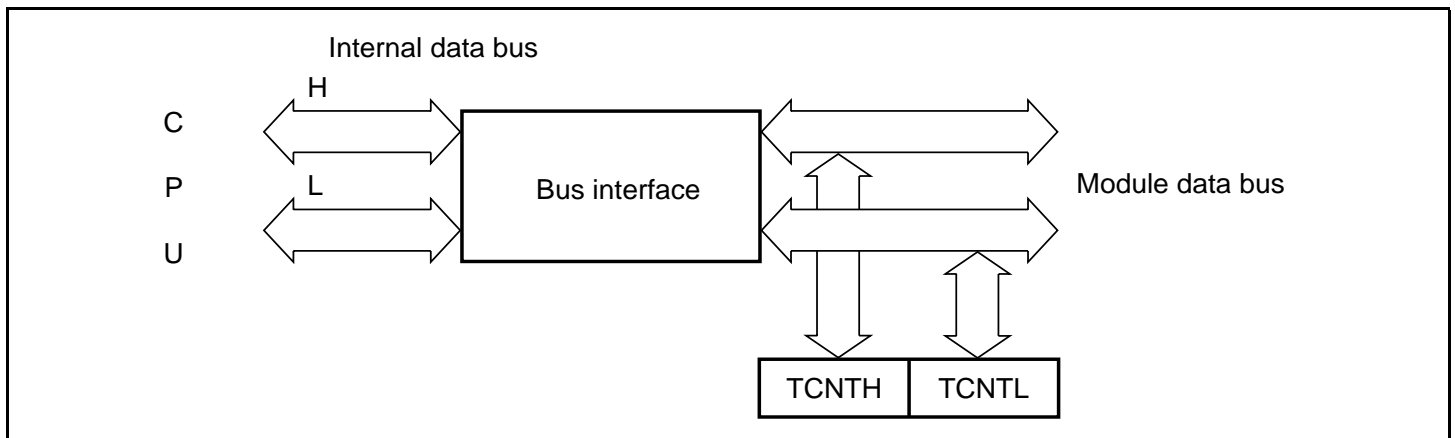 Internal data bus
H
C
P
U
L
Bus interface
Module data bus
TCNTH
TCNTL